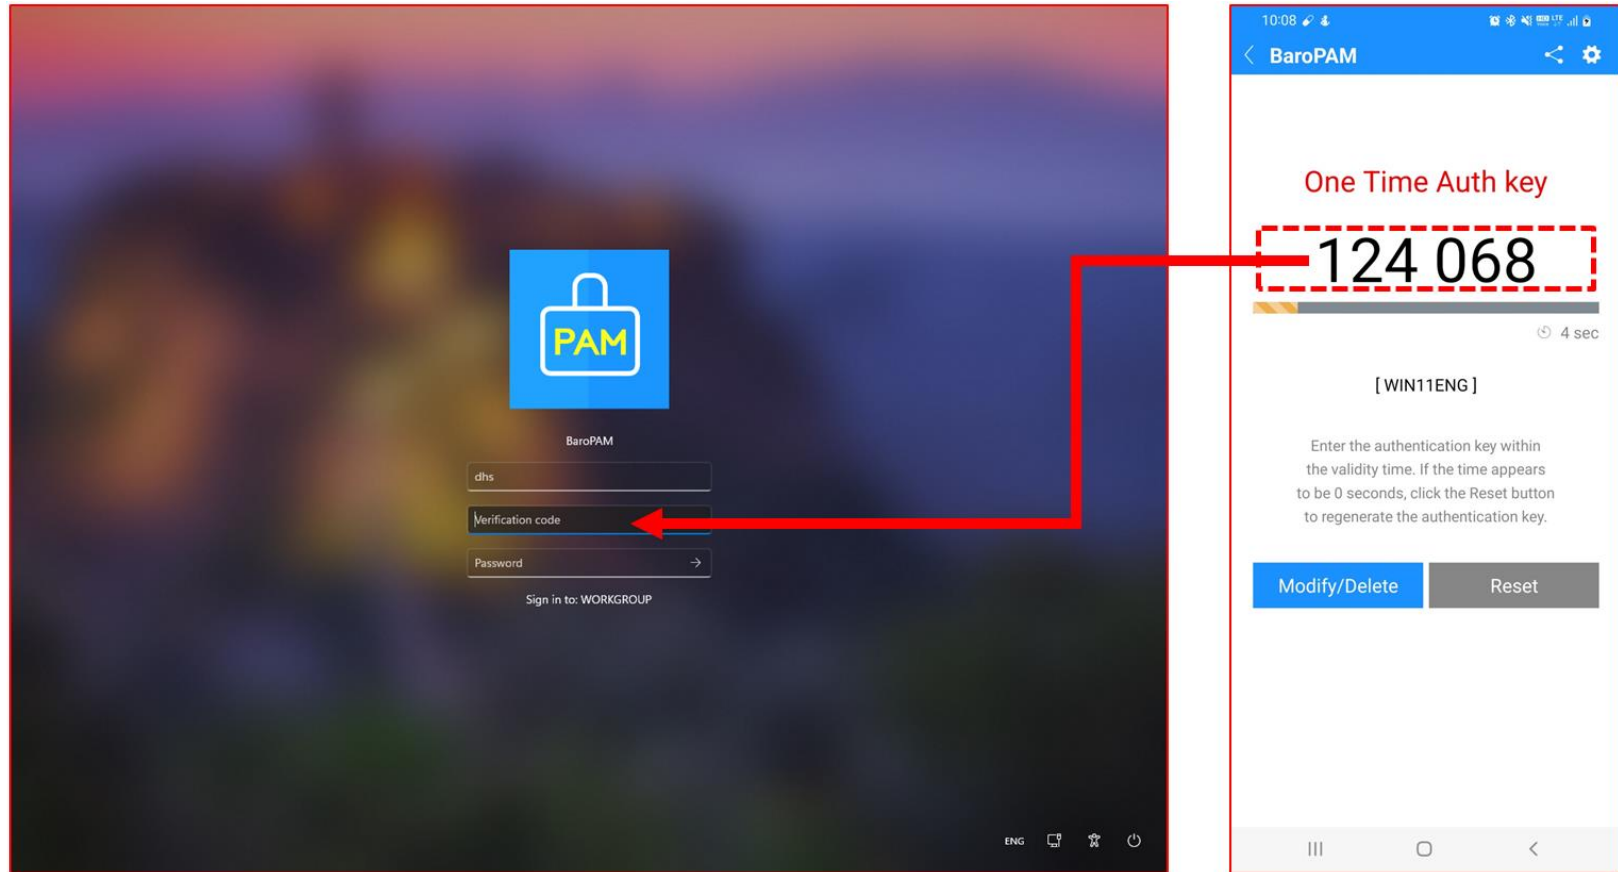 PAM
BaroPAM
dhs
Verification code
Password
Sign in to: WORKGROUP
ENG
10:08
BaroPAM
One Time Auth key
124 068
4 sec
[ WIN11ENG ]
Enter the authentication key within
the validity time. If the time appears
to be 0 seconds, click the Reset button
to regenerate the authentication key.
Modify/Delete
Reset